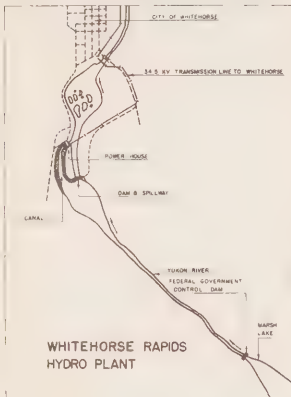 CITY OF WHITEHORSE
34.5 KV TRANSMISSION LINE TO WHITEHORSE
POWER HOUSE
DAM & SPILLWAY
CANAL
YUKON RIVER
FEDERAL GOVERNMENT
CONTROL DAM
MARSH
LAKE
WHITEHORSE RAPIDS
HYDRO PLANT